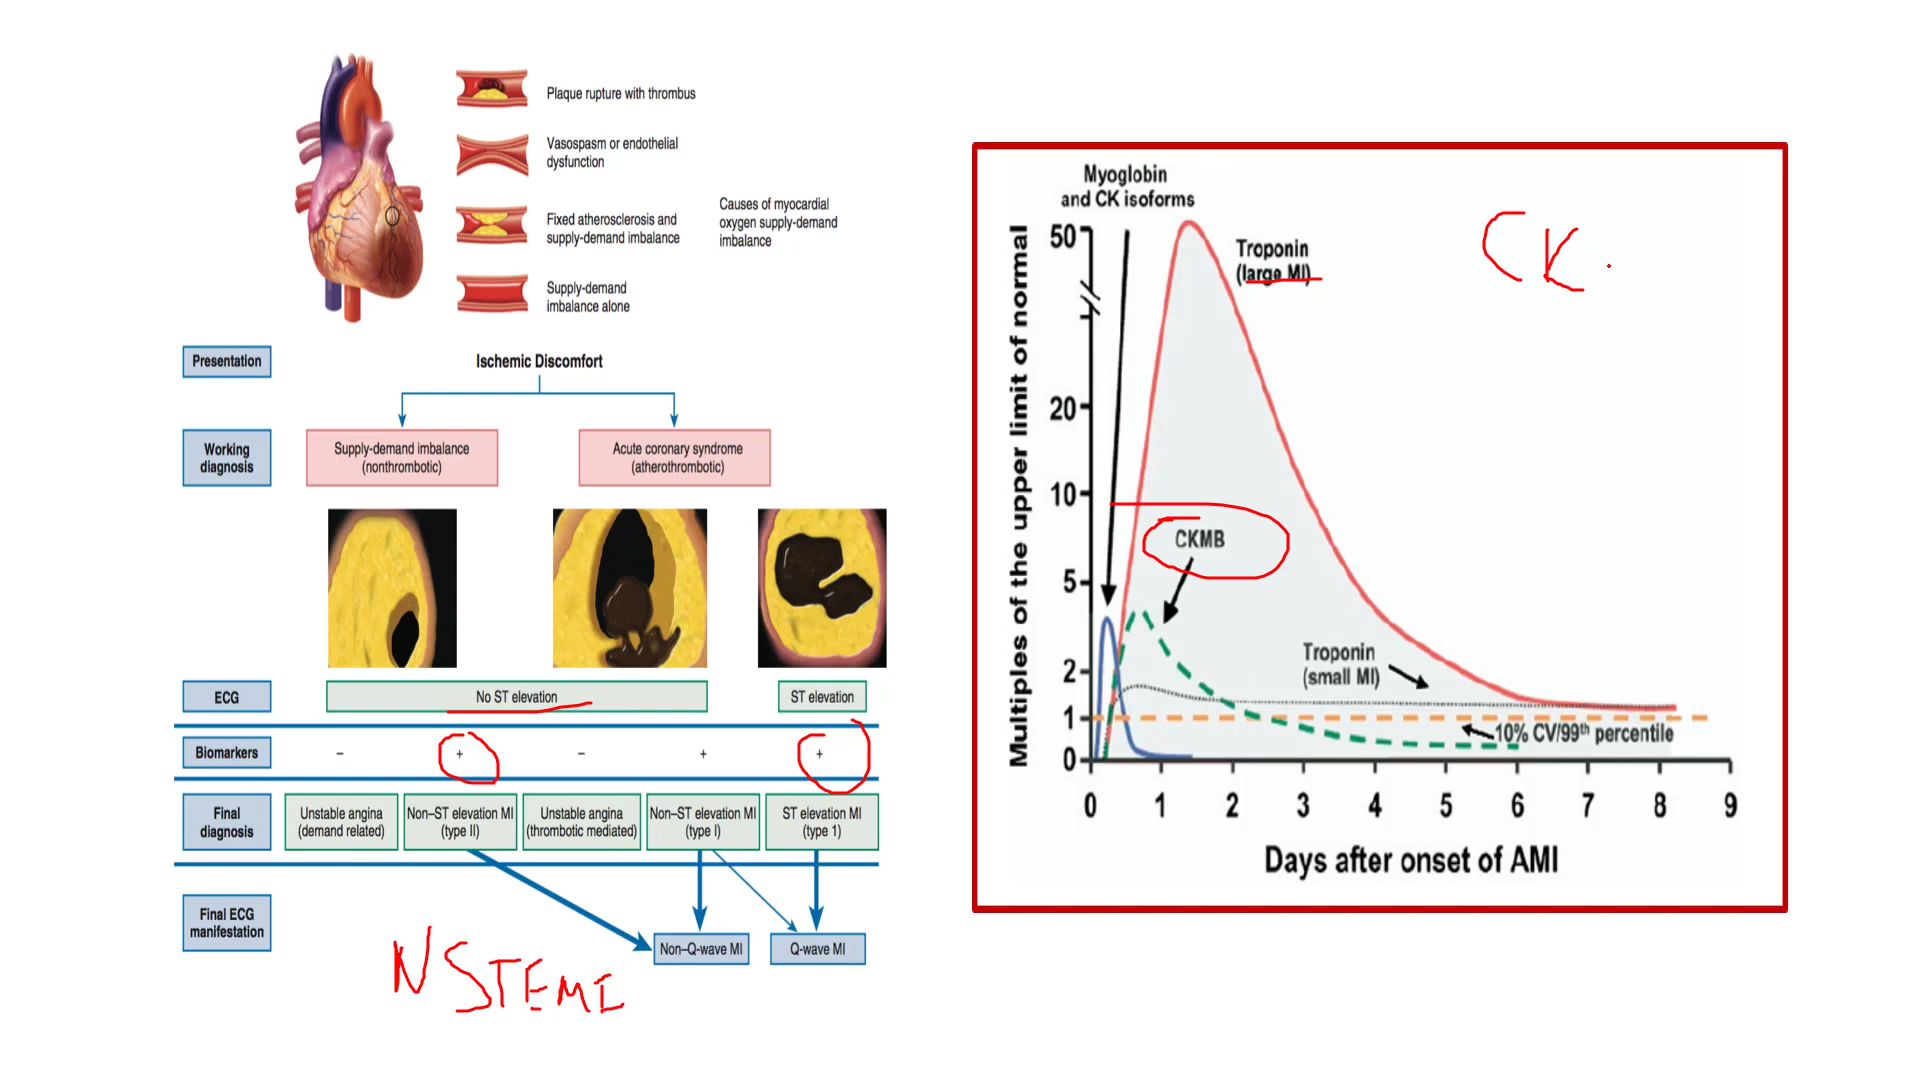 Plaque rupture with thrombus
Vasospasm or endothelial
dysfunction
Fixed atherosclerosis and
supply-demand imbalance
Causes of myocardial
oxygen supply-demand
imbalance
Supply-demand
imbalance alone
Presentation
Ischemic Discomfort
Working
diagnosis
Supply-demand imbalance
(nonthrombotic)
Acute coronary syndrome
(atherothrombotic)
ECG
No ST elevation
ST elevation
Biomarkers
− + − + +
Final
diagnosis
Unstable angina
(demand related)
Non–ST elevation MI
(type II)
Unstable angina
(thrombotic mediated)
Non–ST elevation MI
(type I)
ST elevation MI
(type 1)
Final ECG
manifestation
Non–Q-wave MI
Q-wave MI
NSTEMI
Myoglobin
and CK isoforms
CK
Troponin
(large MI)
CKMB
Troponin
(small MI)
10% CV/99th percentile
Multiples of the upper limit of normal
50
20
10
5
2
1
0
0 1 2 3 4 5 6 7 8 9
Days after onset of AMI